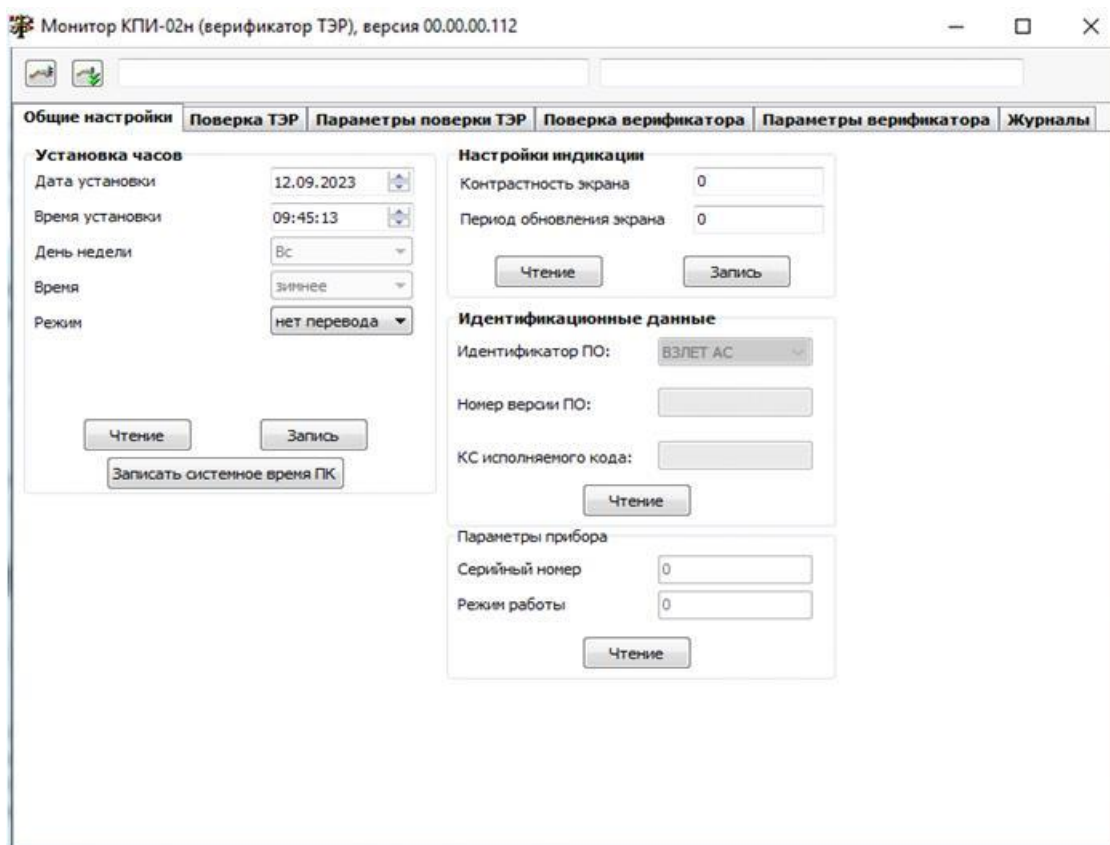 Монитор КПИ-02н (верификатор ТЭР), версия 00.00.00.112
Общие настройки
Поверка ТЭР
Параметры поверки ТЭР
Поверка верификатора
Параметры верификатора
Журналы
Установка часов
Дата установки
12.09.2023
Время установки
09:45:13
День недели
Вс
Время
зимнее
Режим
нет перевода
Чтение
Запись
Записать системное время ПК
Настройки индикации
Контрастность экрана
0
Период обновления экрана
0
Чтение
Запись
Идентификационные данные
Идентификатор ПО:
ВЗЛЕТ АС
Номер версии ПО:
КС исполняемого кода:
Чтение
Параметры прибора
Серийный номер
0
Режим работы
0
Чтение